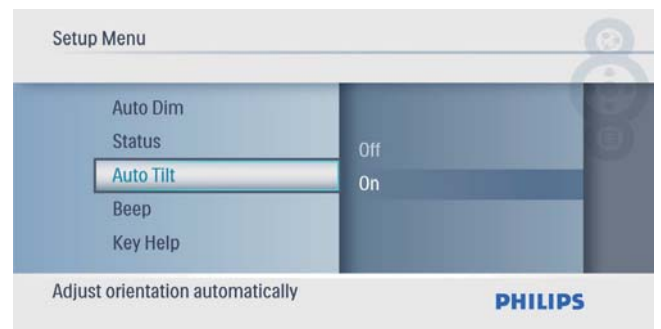 Setup Menu
Auto Dim
Status
Auto Tilt
Beep
Key Help
Off
On
Adjust orientation automatically
PHILIPS